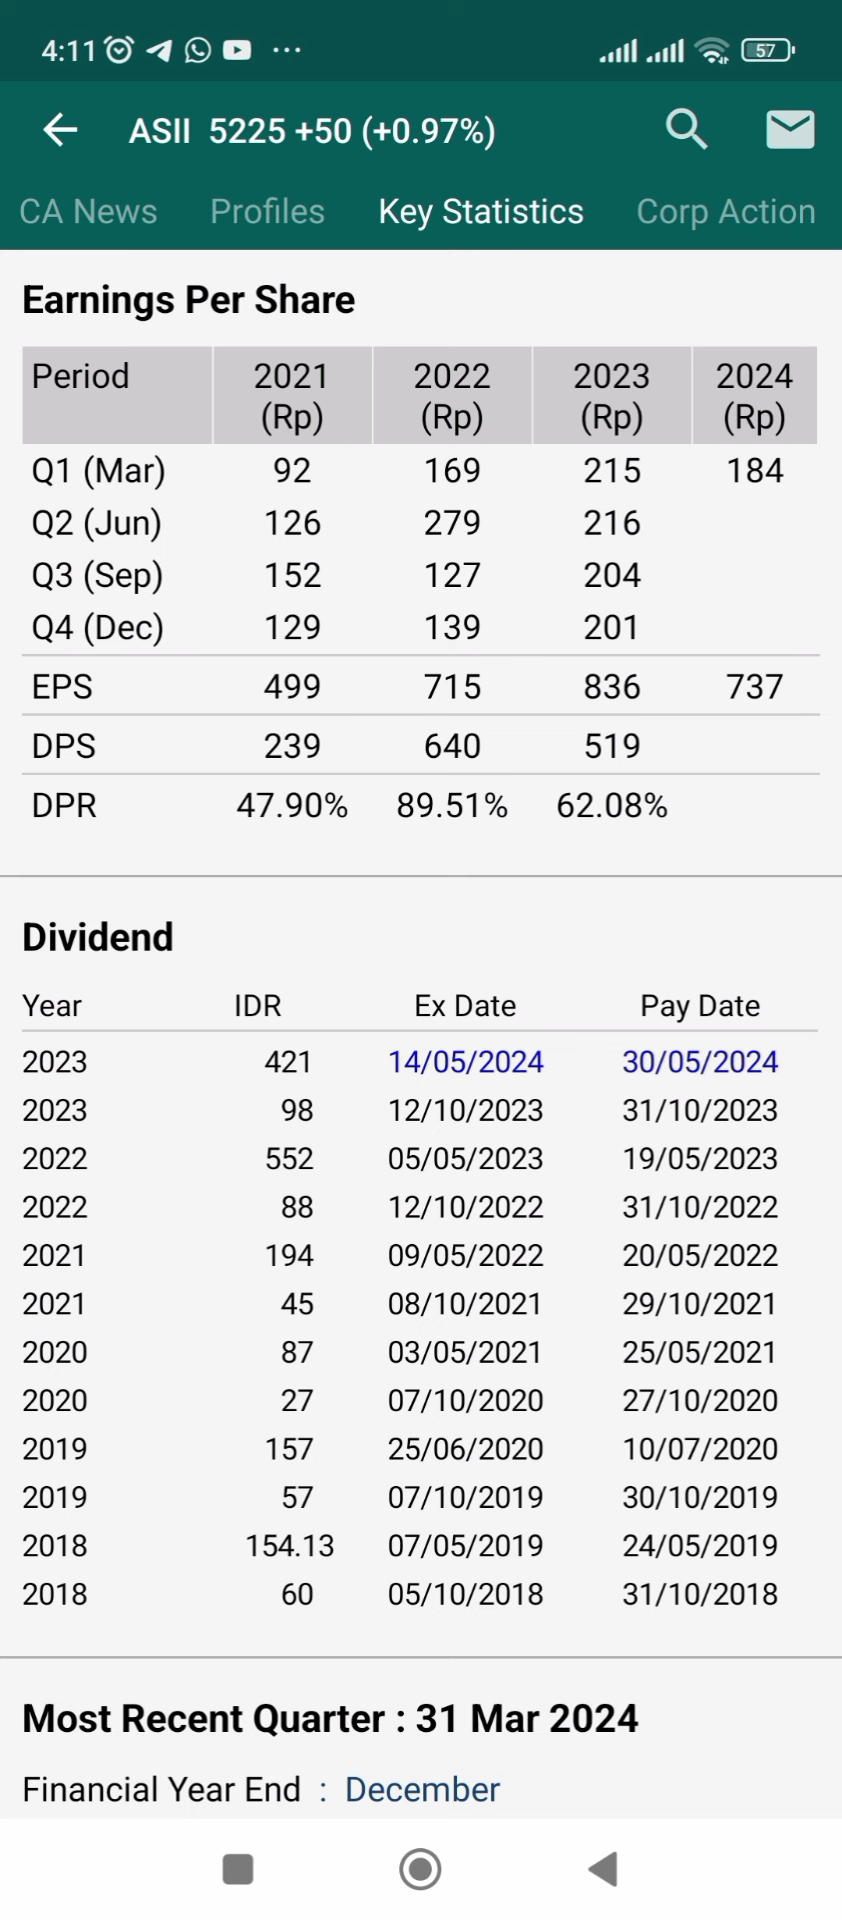 4:11 ... 57
ASII 5225 +50 (+0.97%)
CA News Profiles Key Statistics Corp Action
Earnings Per Share
Period 2021 2022 2023 2024
(Rp) (Rp) (Rp) (Rp)
Q1 (Mar) 92 169 215 184
Q2 (Jun) 126 279 216
Q3 (Sep) 152 127 204
Q4 (Dec) 129 139 201
EPS 499 715 836 737
DPS 239 640 519
DPR 47.90% 89.51% 62.08%
Dividend
Year IDR Ex Date Pay Date
2023 421 14/05/2024 30/05/2024
2023 98 12/10/2023 31/10/2023
2022 552 05/05/2023 19/05/2023
2022 88 12/10/2022 31/10/2022
2021 194 09/05/2022 20/05/2022
2021 45 08/10/2021 29/10/2021
2020 87 03/05/2021 25/05/2021
2020 27 07/10/2020 27/10/2020
2019 157 25/06/2020 10/07/2020
2019 57 07/10/2019 30/10/2019
2018 154.13 07/05/2019 24/05/2019
2018 60 05/10/2018 31/10/2018
Most Recent Quarter : 31 Mar 2024
Financial Year End : December